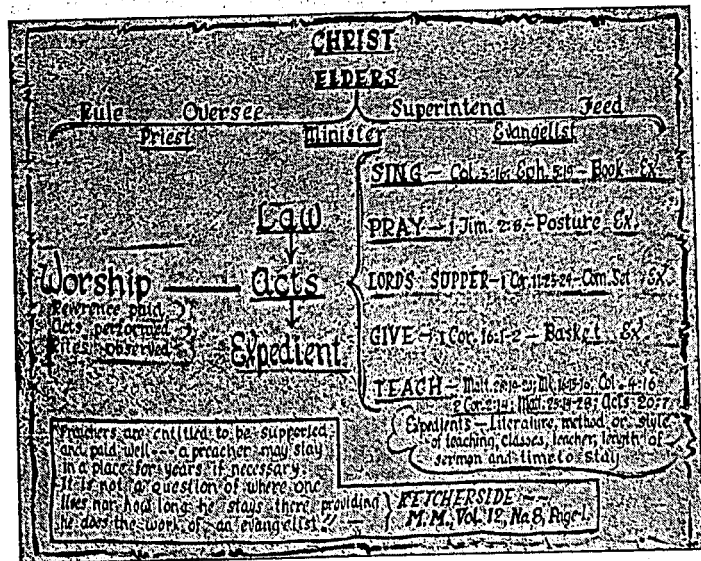 CHRIST
ELDERS
Rule Oversee Superintend Feed
Priest Minister Evangelist
SING — Col. 3:16; Eph. 5:19 — Book — Ex.
Law
PRAY — 1 Tim. 2:8 — Posture Ex.
Worship — Acts
LORD'S SUPPER — 1 Cor. 11:23-29 — Com. Set Ex.
Reverence paid
Acts performed
Rites observed
Expedient
GIVE — 1 Cor. 16:1-2 — Basket Ex.
TEACH — Matt. 28:19-20; Mk. 16:15-16; Col. 4:16
2 Cor. 2:14; Matt. 25:14-28; Acts 20:7
Expedients — Literature, method or style
of teaching, classes, teacher, length of
sermon and time to stay
Preachers are entitled to be supported
and paid well — a preacher may stay
in a place for years if necessary.
It is not a question of where one
lives nor how long he stays there, providing
he does the work of an evangelist." —
KETCHERSIDE —
M.M., Vol. 12, No. 8, Page 1.